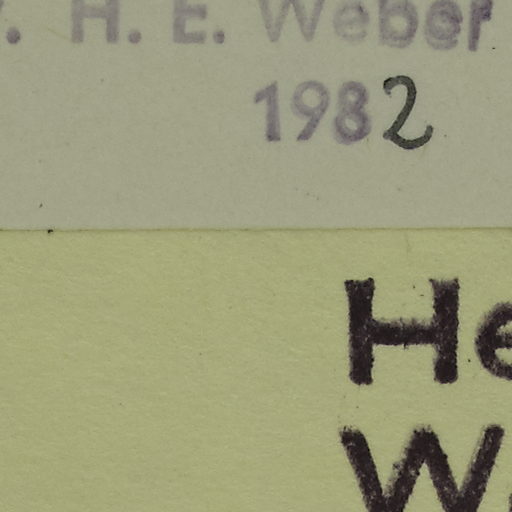 . H. E. Weber
1982
He
W